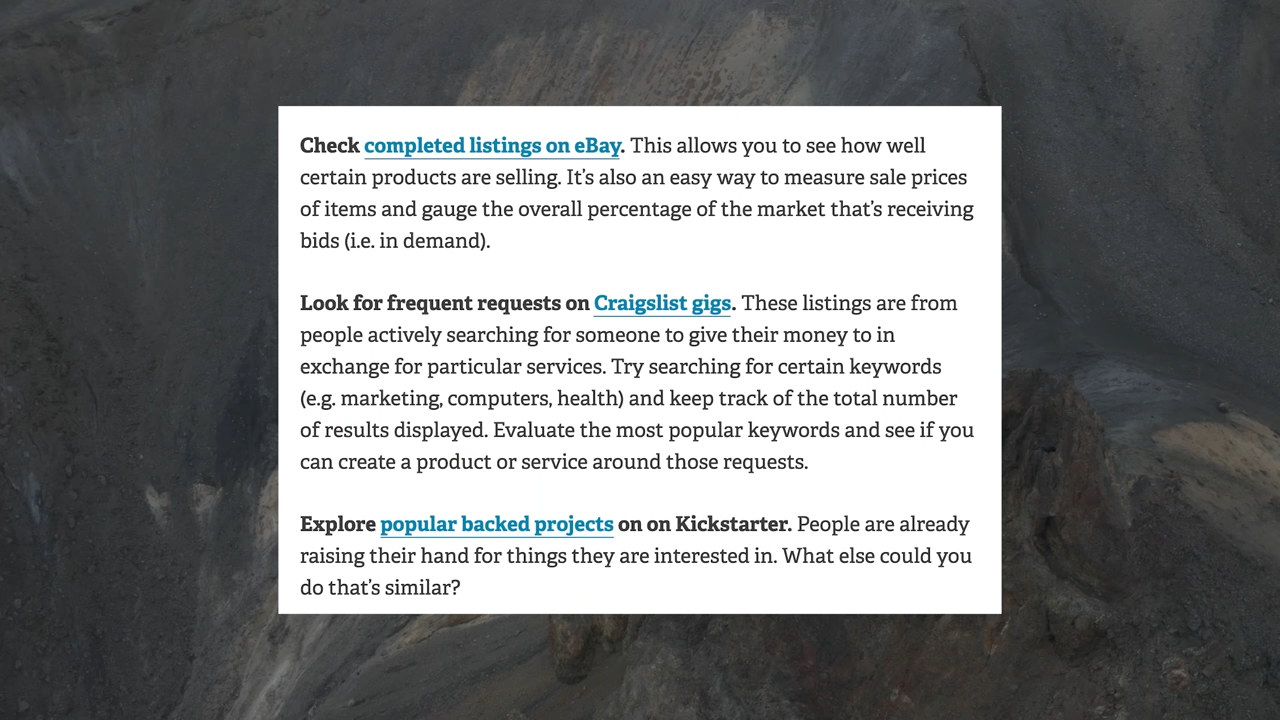 Check completed listings on eBay. This allows you to see how well
certain products are selling. It’s also an easy way to measure sale prices
of items and gauge the overall percentage of the market that’s receiving
bids (i.e. in demand).
Look for frequent requests on Craigslist gigs. These listings are from
people actively searching for someone to give their money to in
exchange for particular services. Try searching for certain keywords
(e.g. marketing, computers, health) and keep track of the total number
of results displayed. Evaluate the most popular keywords and see if you
can create a product or service around those requests.
Explore popular backed projects on on Kickstarter. People are already
raising their hand for things they are interested in. What else could you
do that’s similar?